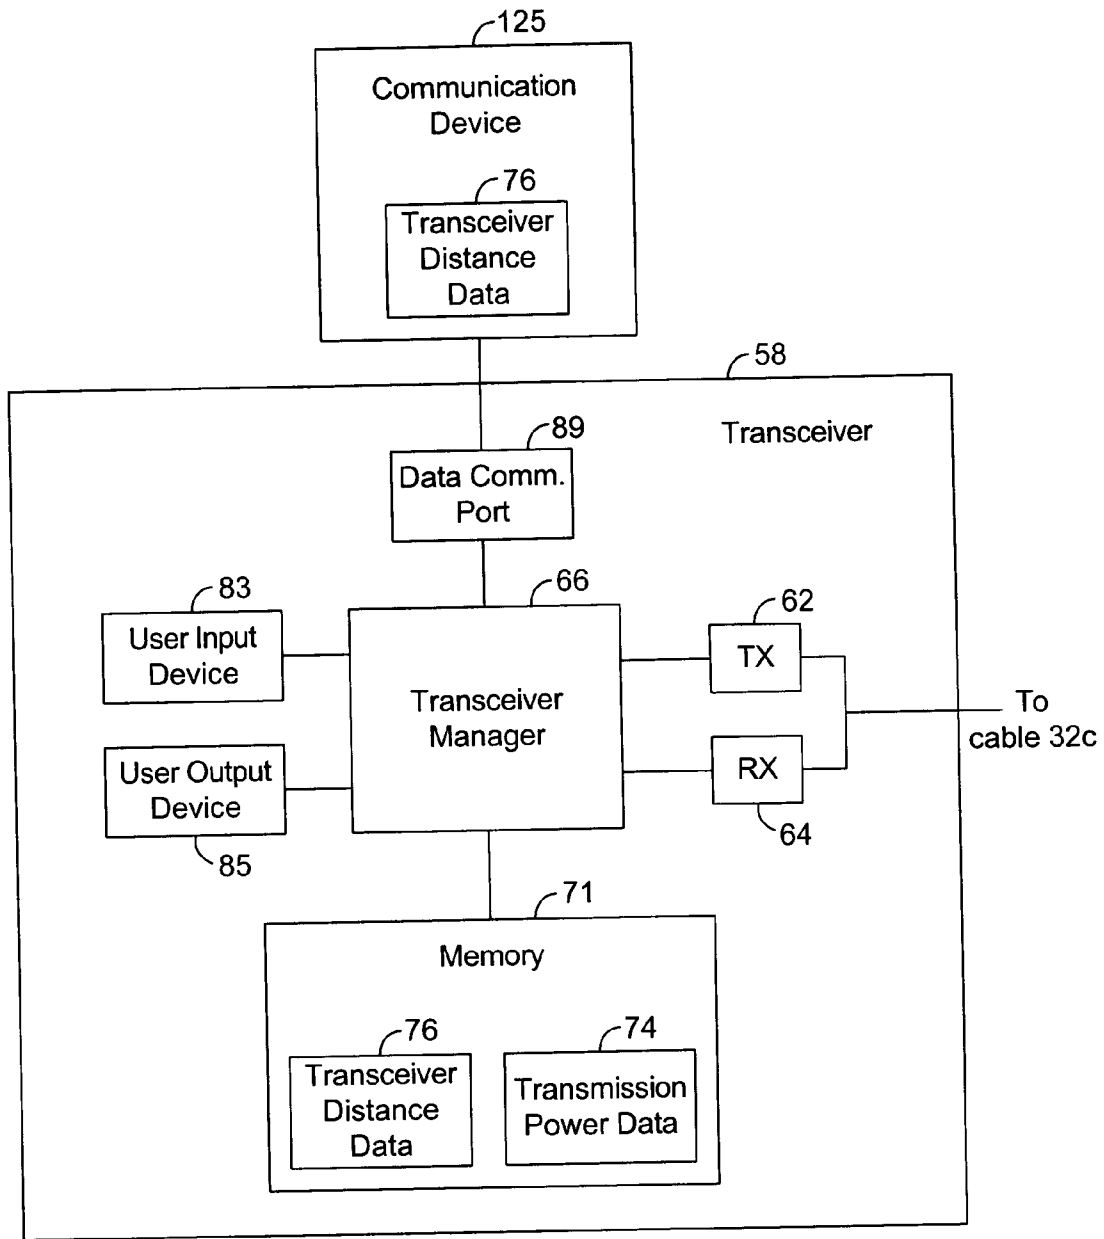 125
Communication
Device
76
Transceiver
Distance
Data
58
Transceiver
89
Data Comm.
Port
83
User Input
Device
66
Transceiver
Manager
62
TX
To
cable 32c
RX
64
User Output
Device
85
71
Memory
76
Transceiver
Distance
Data
74
Transmission
Power Data